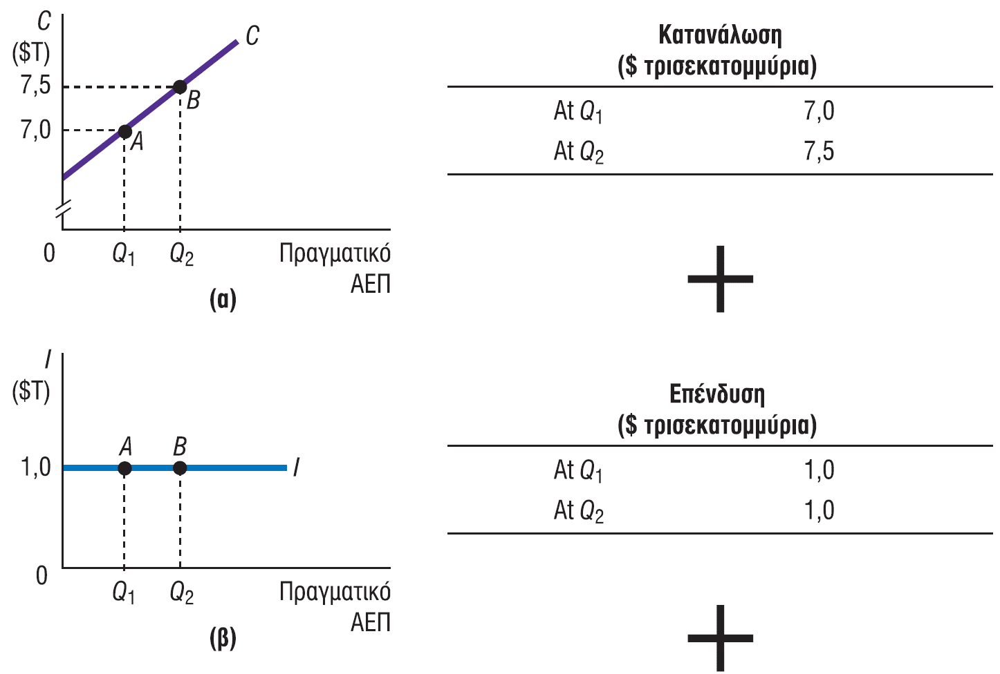 C
($T)
7,5
7,0
C
B
A
0
Q1
Q2
Πραγματικό
ΑΕΠ
(α)
Κατανάλωση
($ τρισεκατομμύρια)
At Q1 7,0
At Q2 7,5
+
I
($T)
1,0
A
B
I
0
Q1
Q2
Πραγματικό
ΑΕΠ
(β)
Επένδυση
($ τρισεκατομμύρια)
At Q1 1,0
At Q2 1,0
+